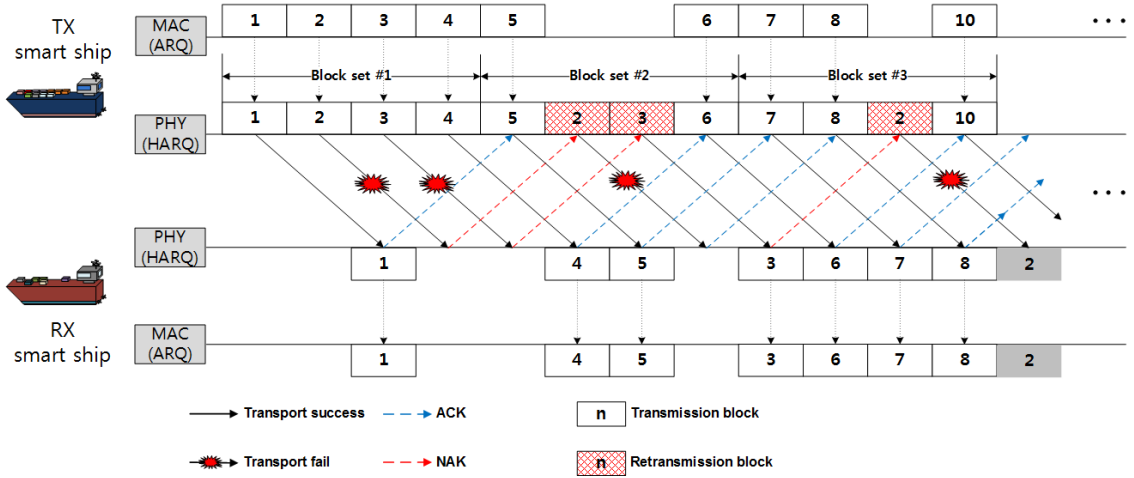 TX
smart ship
MAC
(ARQ)
1 2 3 4 5 6 7 8 10 • • •
Block set #1 Block set #2 Block set #3
PHY
(HARQ)
1 2 3 4 5 2 3 6 7 8 2 10
• • •
PHY
(HARQ)
1 4 5 3 6 7 8 2
RX
smart ship
MAC
(ARQ)
1 4 5 3 6 7 8 2
Transport success ACK n Transmission block
Transport fail NAK n Retransmission block